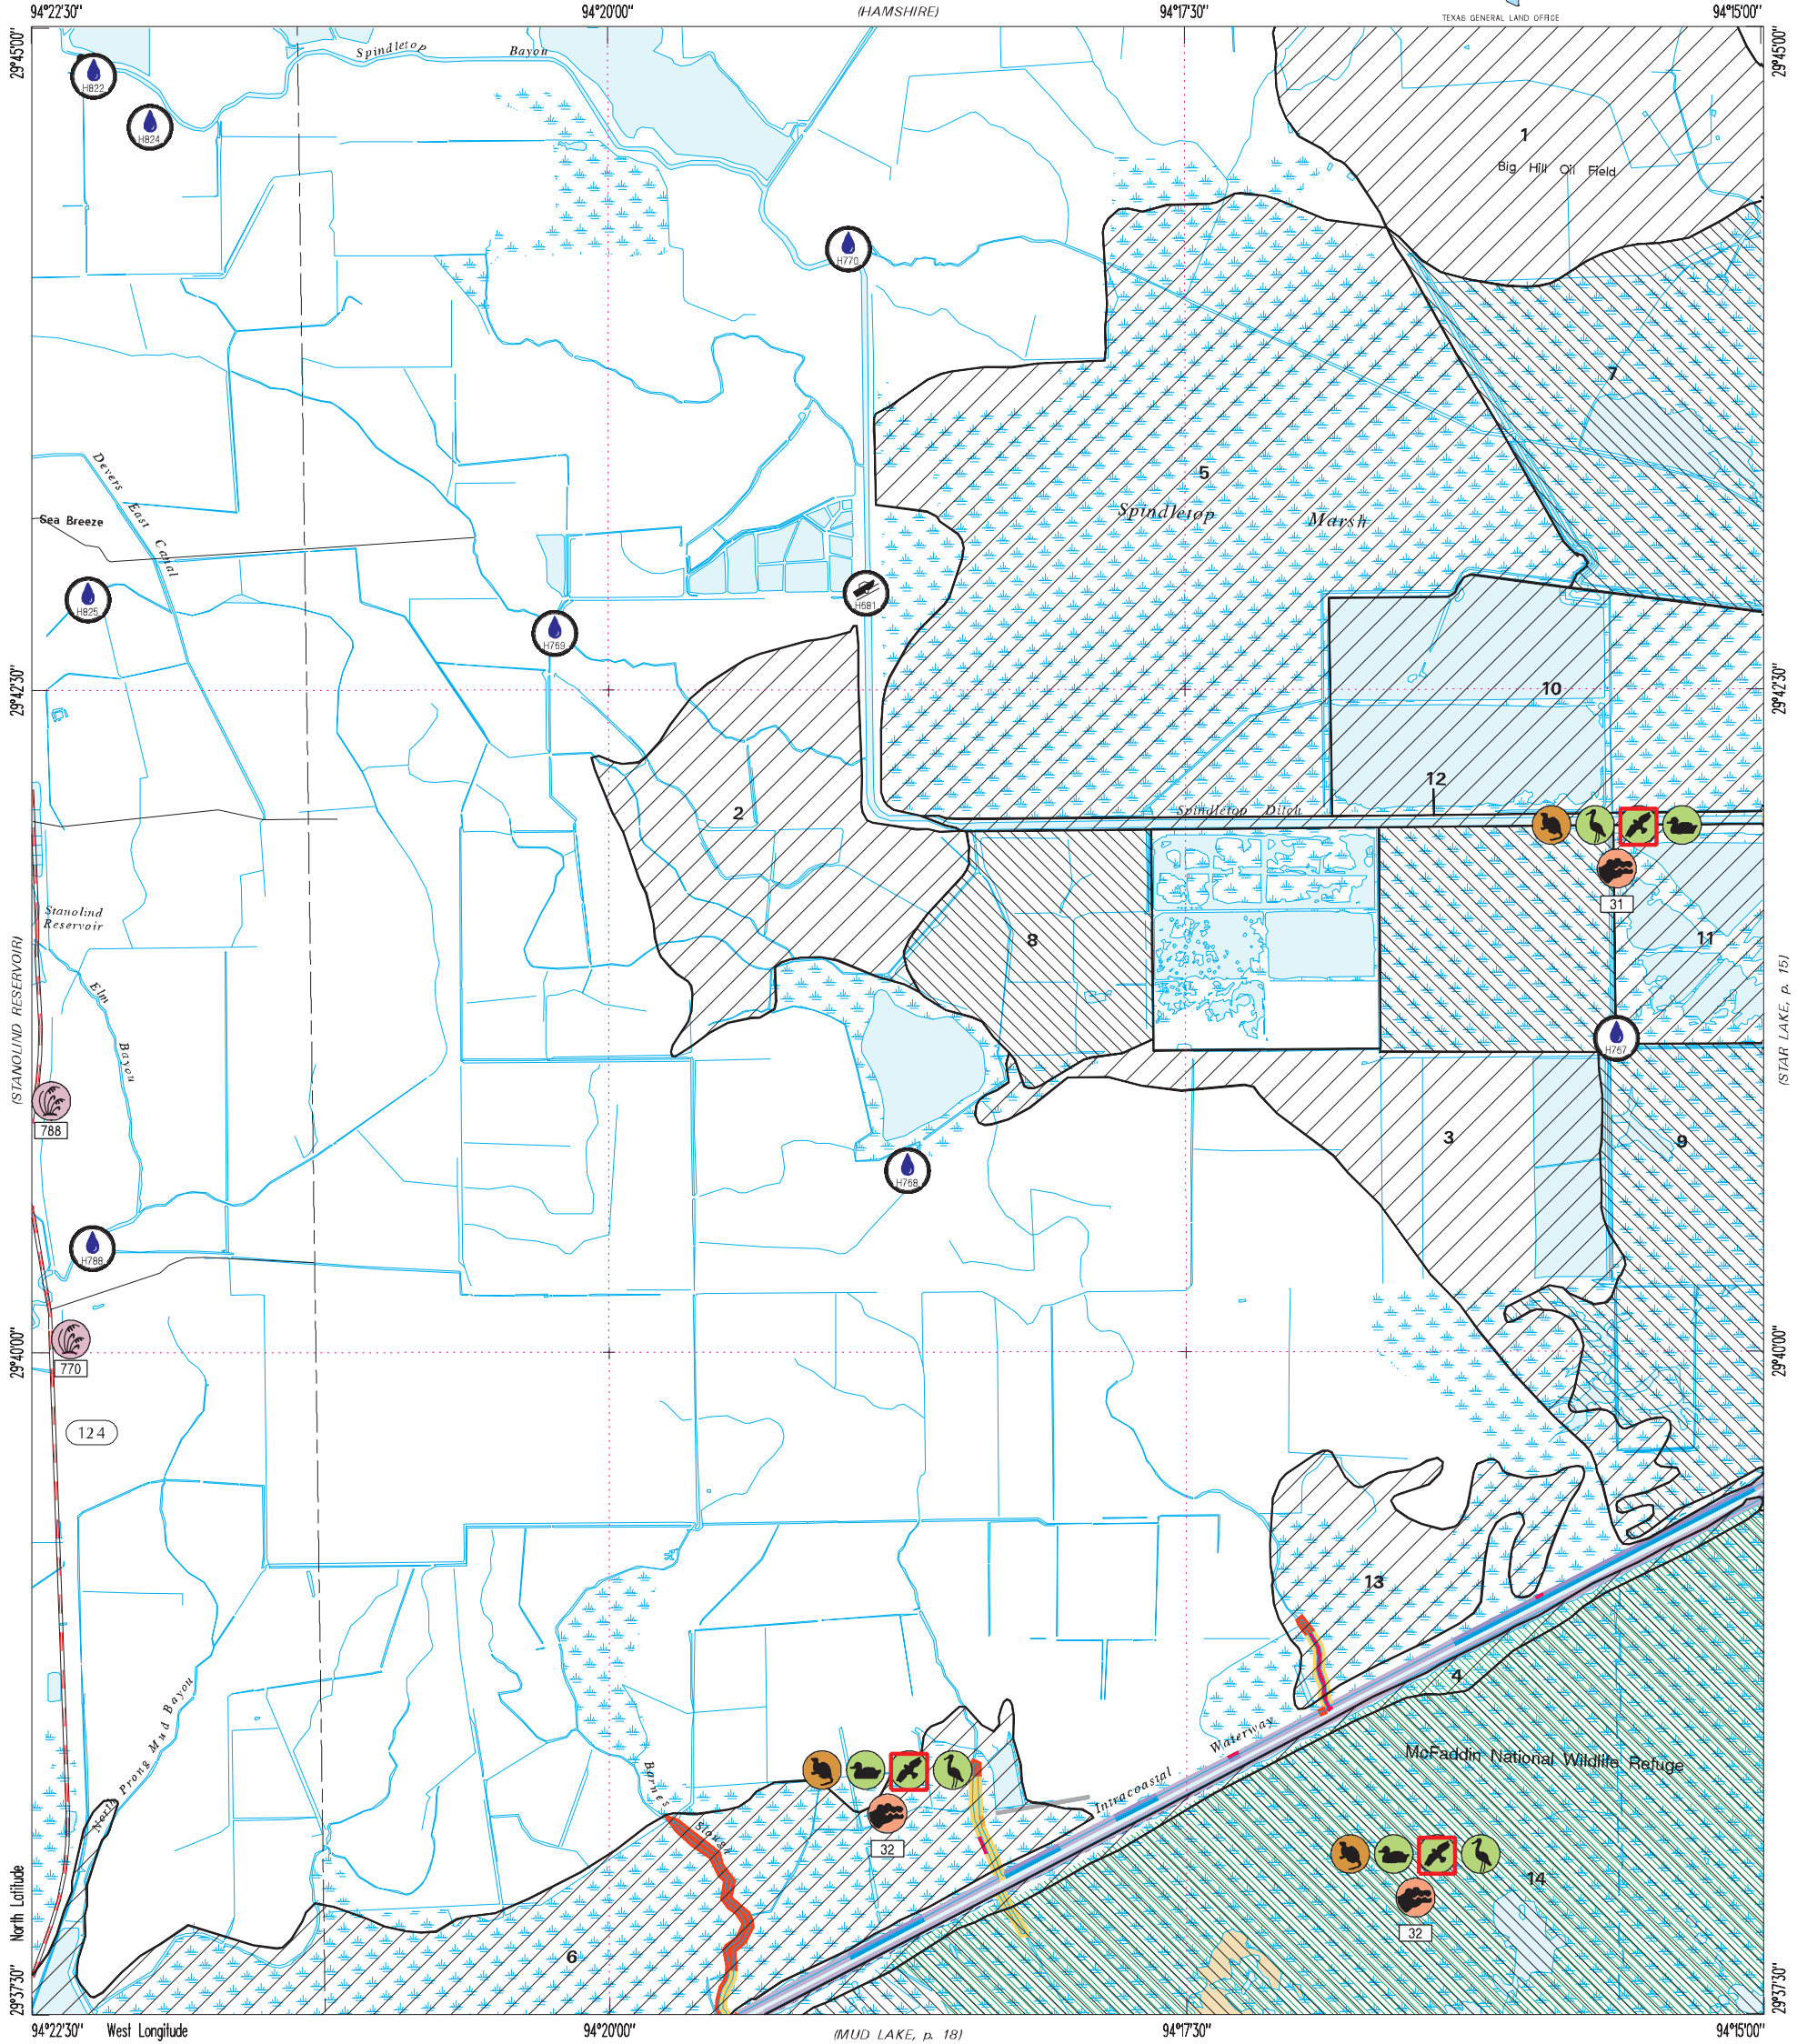 94°22'30"
94°20'00"
(HAMSHIRE)
94°17'30"
TEXAS GENERAL LAND OFFICE
94°15'00"
29°45'00"
29°45'00"
Spindletop Bayou
H822
H824
1
Big Hill Oil Field
H770
7
Devers East Canal
5
Spindletop Marsh
Sea Breeze
H825
H681
H769
29°42'30"
29°42'30"
10
12
2
Spindletop Ditch
31
Stanolind
Reservoir
8
11
(STANOLIND RESERVOIR)
(STAR LAKE, p. 15)
Elm Bayou
H767
788
3
9
H768
H788
29°40'00"
29°40'00"
770
124
13
4
North Prong Mud Bayou
Barnes Slough
Intracoastal Waterway
McFaddin National Wildlife Refuge
32
14
32
6
North Latitude
29°37'30"
29°37'30"
94°22'30"
West Longitude
94°20'00"
(MUD LAKE, p. 18)
94°17'30"
94°15'00"